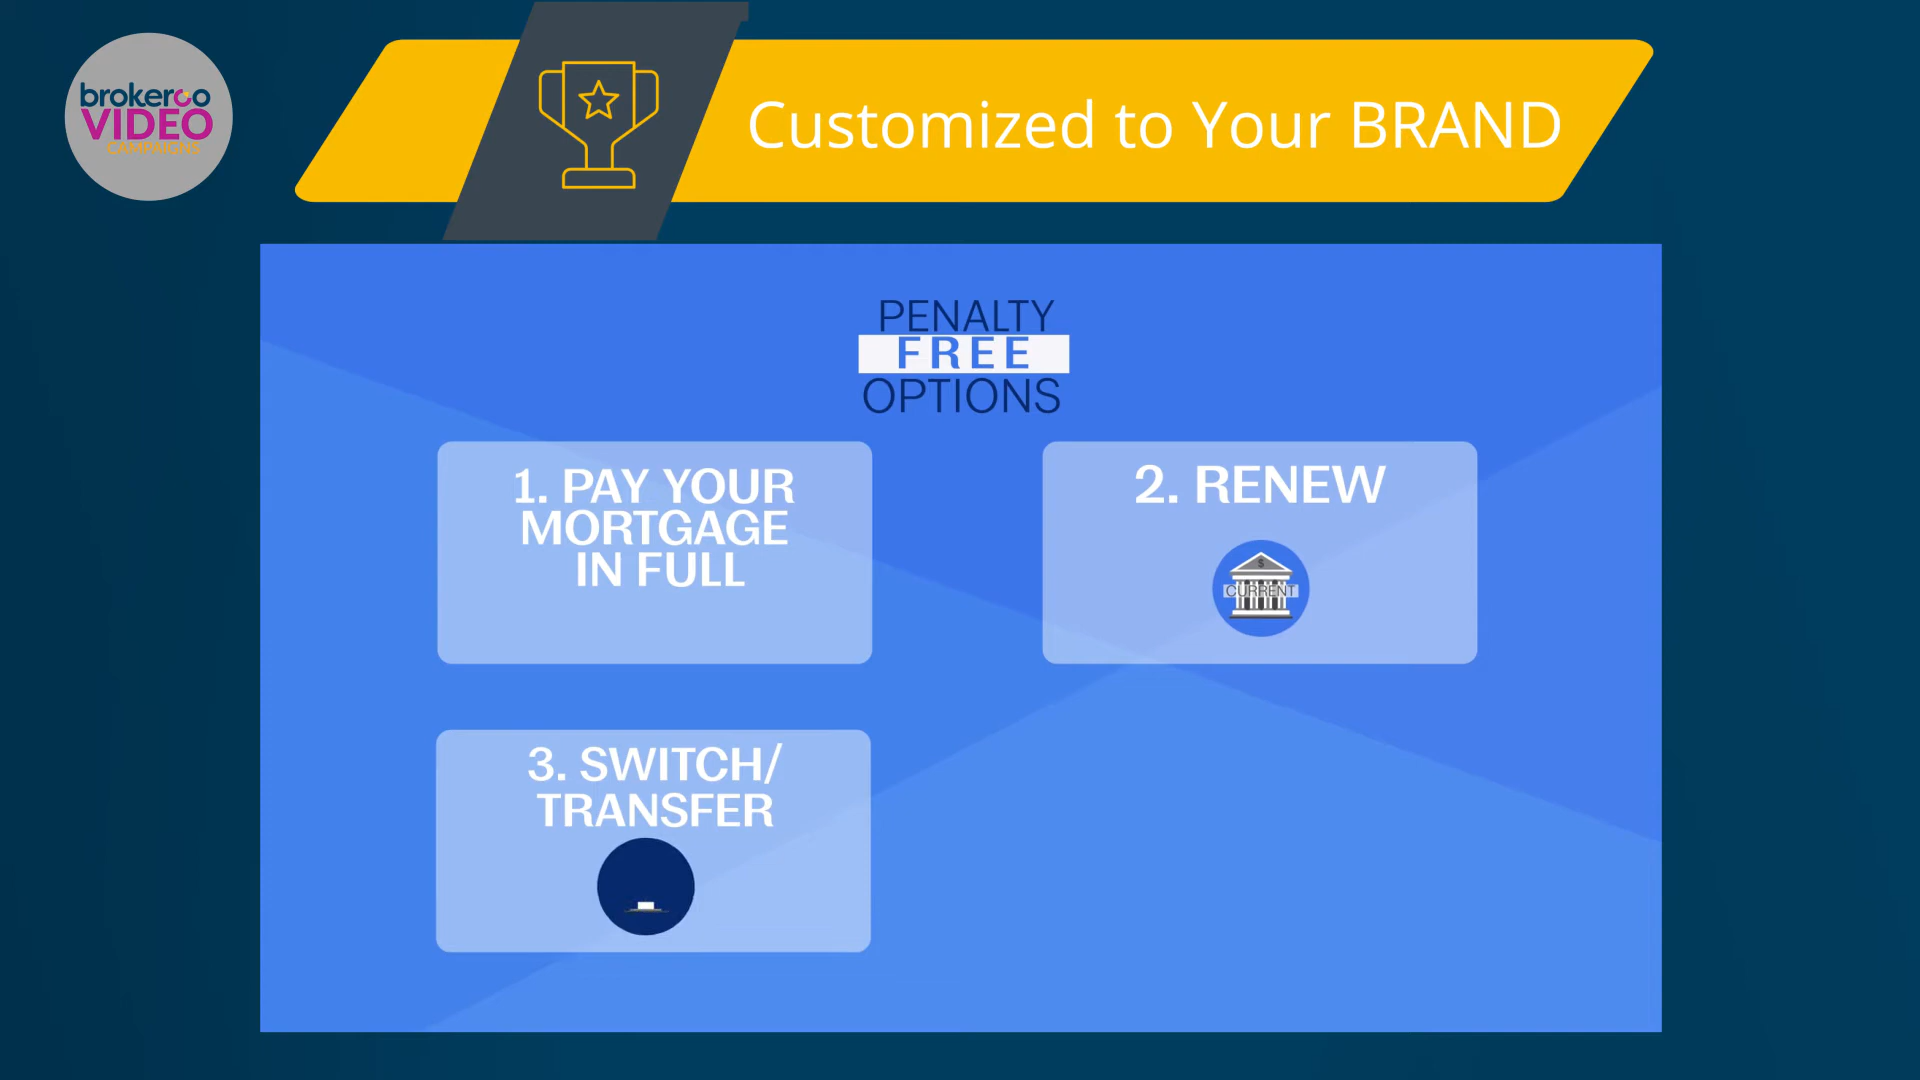 brokerco
VIDEO
CAMPAIGNS
Customized to Your BRAND
PENALTY
FREE
OPTIONS
1. PAY YOUR
MORTGAGE
IN FULL
2. RENEW
$
CURRENT
3. SWITCH/
TRANSFER